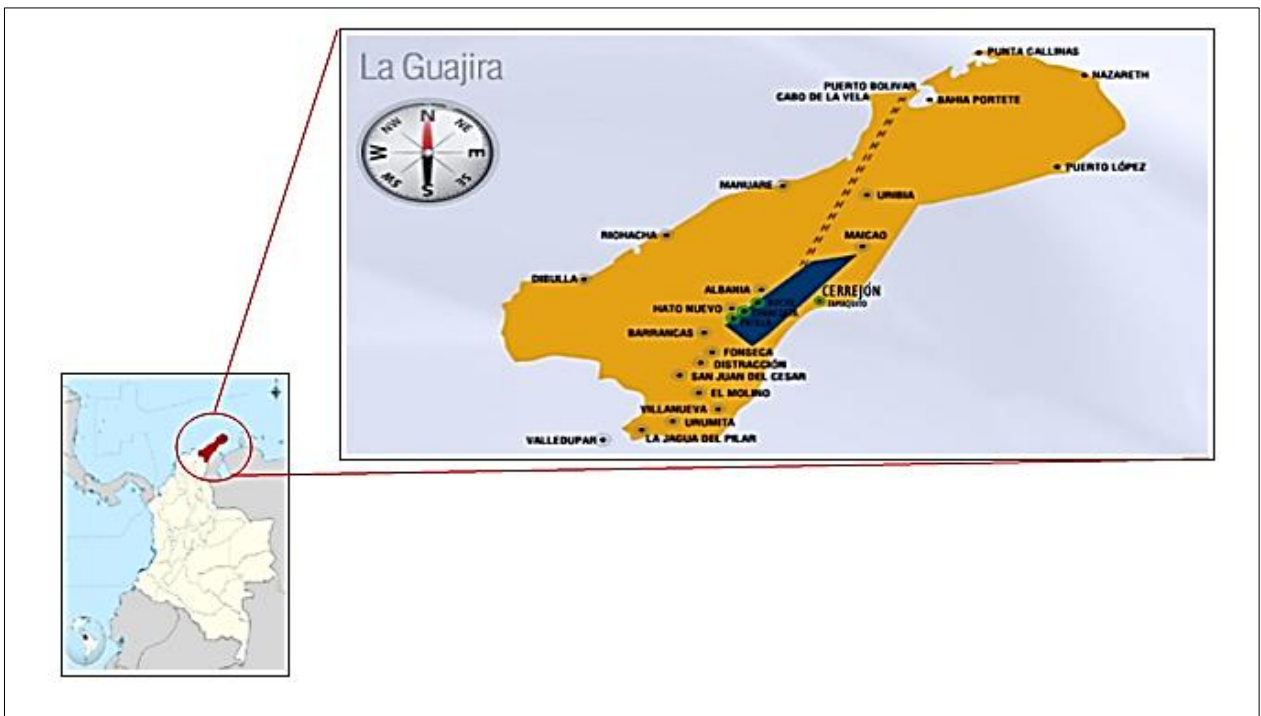 La Guajira
N
NE
E
SE
S
SW
W
NW
PUNTA GALLINAS
NAZARETH
PUERTO BOLIVAR
CABO DE LA VELA
BAHIA PORTETE
PUERTO LÓPEZ
MANUARE
URIBIA
RIOHACHA
MAICAO
DIBULLA
ALBANIA
CERREJÓN
HATO NUEVO
BARRANCAS
FONSECA
DISTRACCIÓN
SAN JUAN DEL CESAR
EL MOLINO
VILLANUEVA
URUMITA
VALLEDUPAR
LA JAGUA DEL PILAR